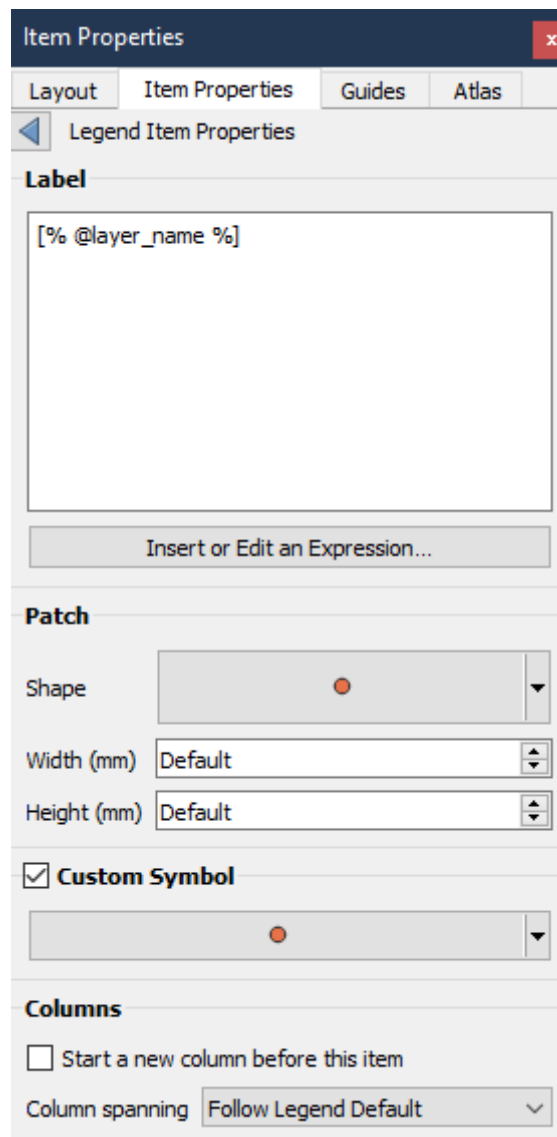 Item Properties
x
Layout Item Properties Guides Atlas
Legend Item Properties
Label
[% @layer_name %]
Insert or Edit an Expression...
Patch
Shape
Width (mm) Default
Height (mm) Default
Custom Symbol
Columns
Start a new column before this item
Column spanning Follow Legend Default